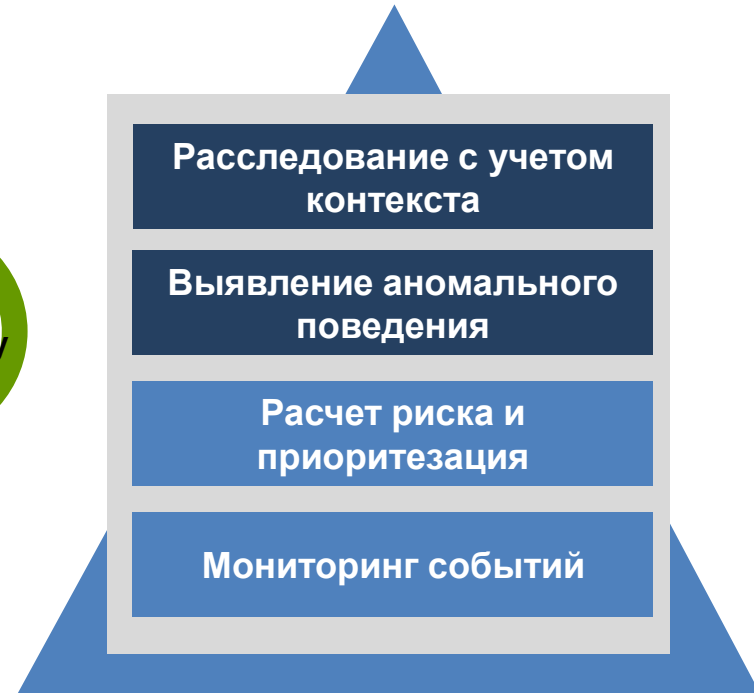 Расследование с учетом
контекста
Выявление аномального
поведения
Расчет риска и
приоритезация
Мониторинг событий